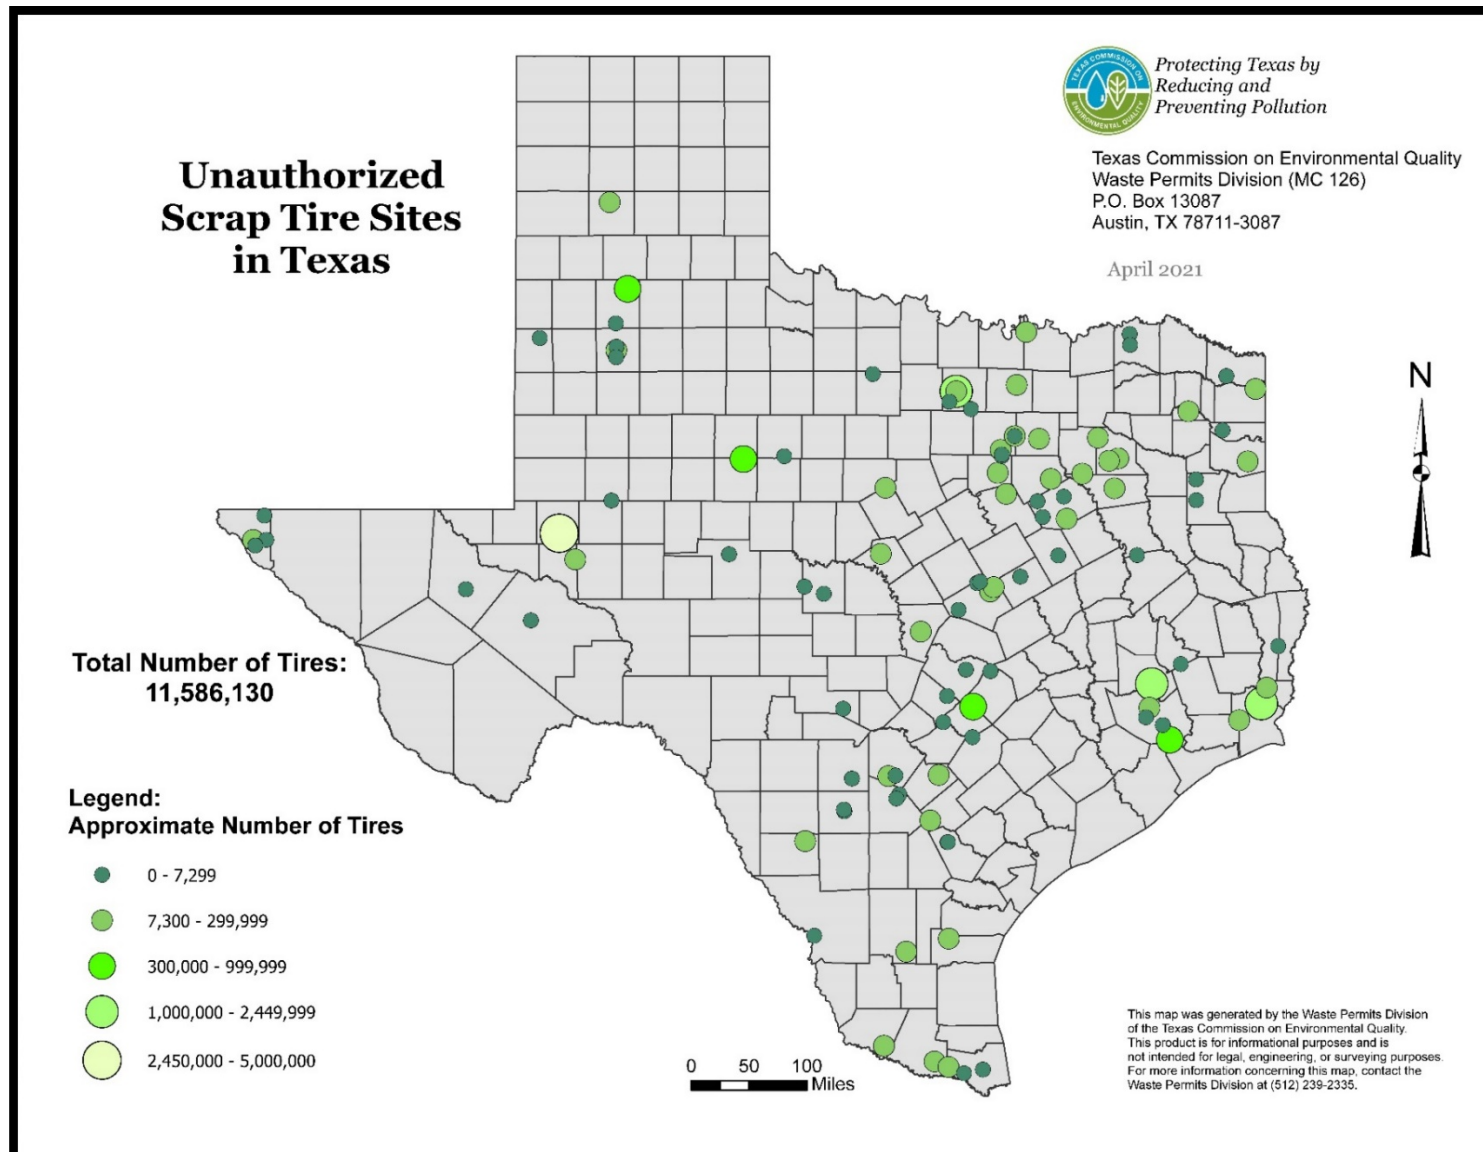 Unauthorized
Scrap Tire Sites
in Texas
TEXAS COMMISSION ON
ENVIRONMENTAL QUALITY
Protecting Texas by
Reducing and
Preventing Pollution
Texas Commission on Environmental Quality
Waste Permits Division (MC 126)
P.O. Box 13087
Austin, TX 78711-3087
April 2021
N
Total Number of Tires:
11,586,130
Legend:
Approximate Number of Tires
0 - 7,299
7,300 - 299,999
300,000 - 999,999
1,000,000 - 2,449,999
2,450,000 - 5,000,000
0 50 100
Miles
This map was generated by the Waste Permits Division
of the Texas Commission on Environmental Quality.
This product is for informational purposes and is
not intended for legal, engineering, or surveying purposes.
For more information concerning this map, contact the
Waste Permits Division at (512) 239-2335.